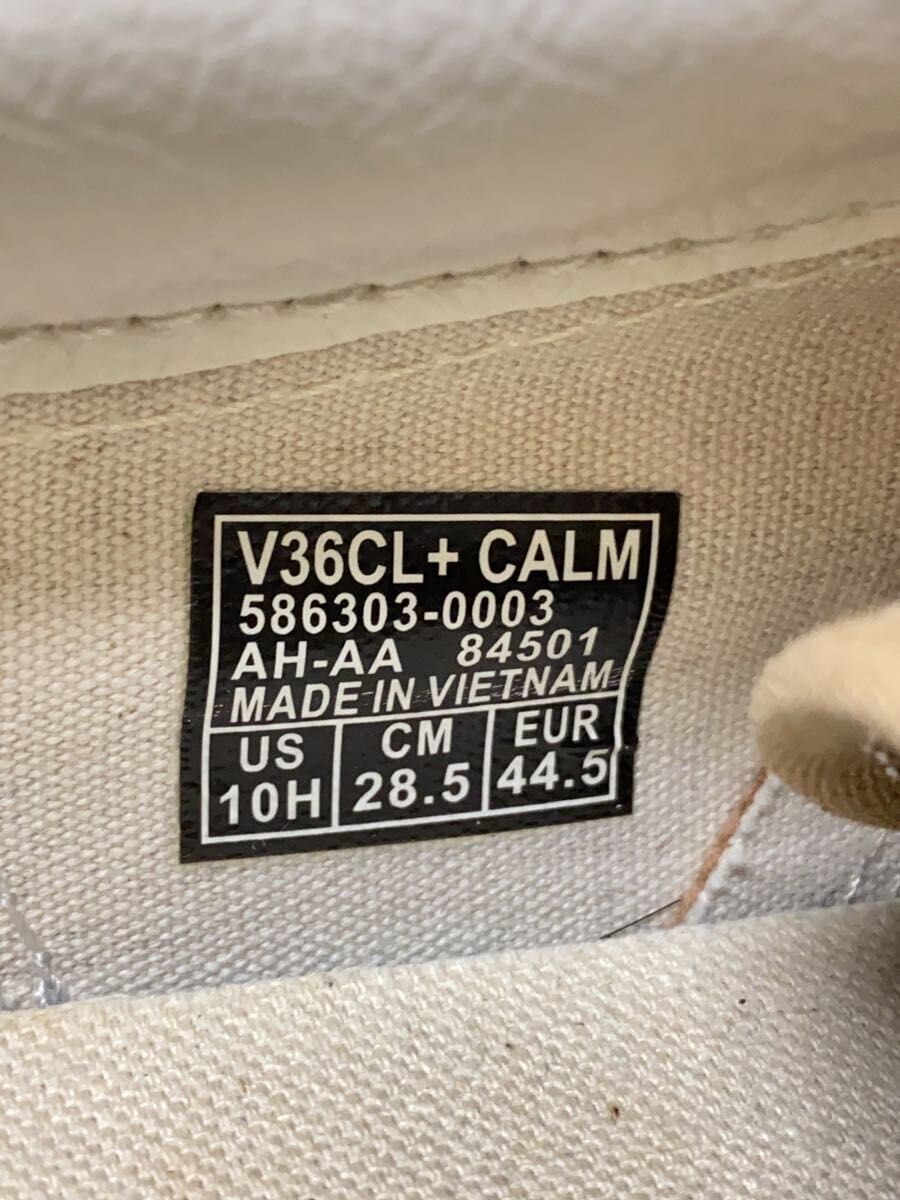 V36CL+ CALM
586303-0003
AH-AA 84501
MADE IN VIETNAM
US CM EUR
10H 28.5 44.5